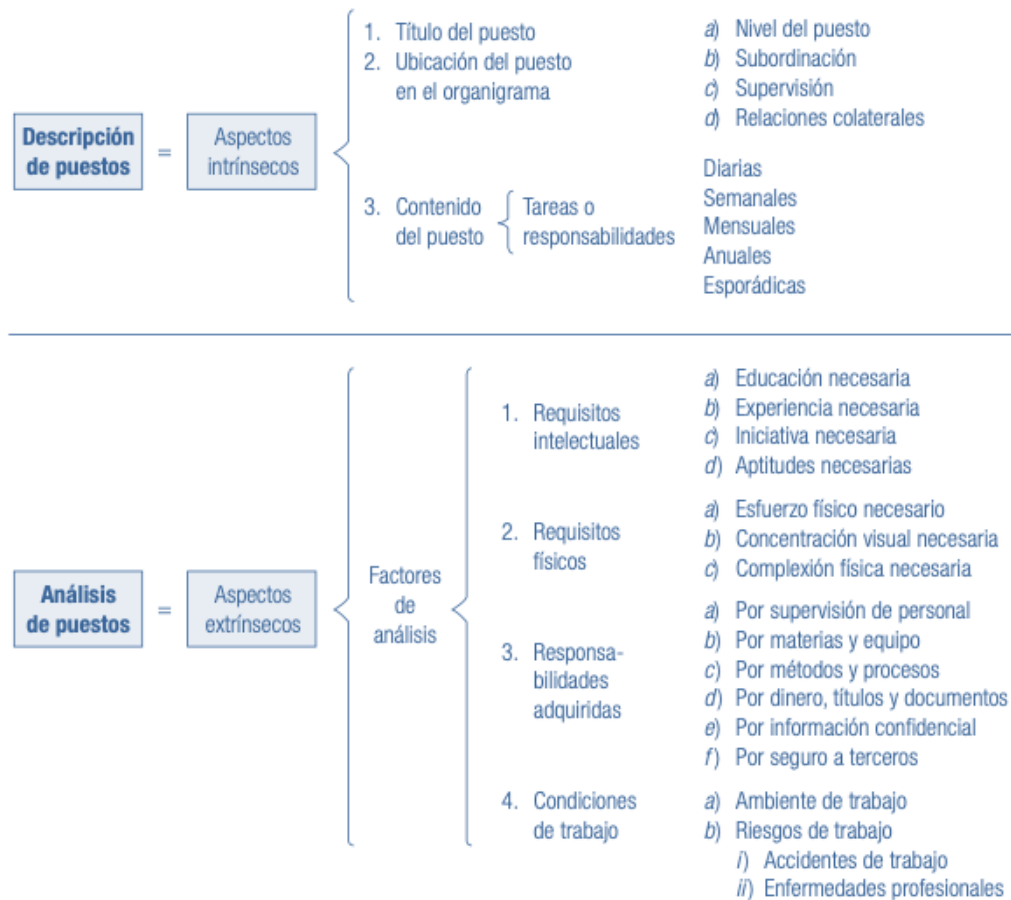 Descripción
de puestos
=
Aspectos
intrínsecos
1. Título del puesto
2. Ubicación del puesto
en el organigrama
a) Nivel del puesto
b) Subordinación
c) Supervisión
d) Relaciones colaterales
3. Contenido
del puesto
Tareas o
responsabilidades
Diarias
Semanales
Mensuales
Anuales
Esporádicas
Análisis
de puestos
=
Aspectos
extrínsecos
Factores
de
análisis
1. Requisitos
intelectuales
a) Educación necesaria
b) Experiencia necesaria
c) Iniciativa necesaria
d) Aptitudes necesarias
2. Requisitos
físicos
a) Esfuerzo físico necesario
b) Concentración visual necesaria
c) Complexión física necesaria
3. Responsa-
bilidades
adquiridas
a) Por supervisión de personal
b) Por materias y equipo
c) Por métodos y procesos
d) Por dinero, títulos y documentos
e) Por información confidencial
f) Por seguro a terceros
4. Condiciones
de trabajo
a) Ambiente de trabajo
b) Riesgos de trabajo
i) Accidentes de trabajo
ii) Enfermedades profesionales